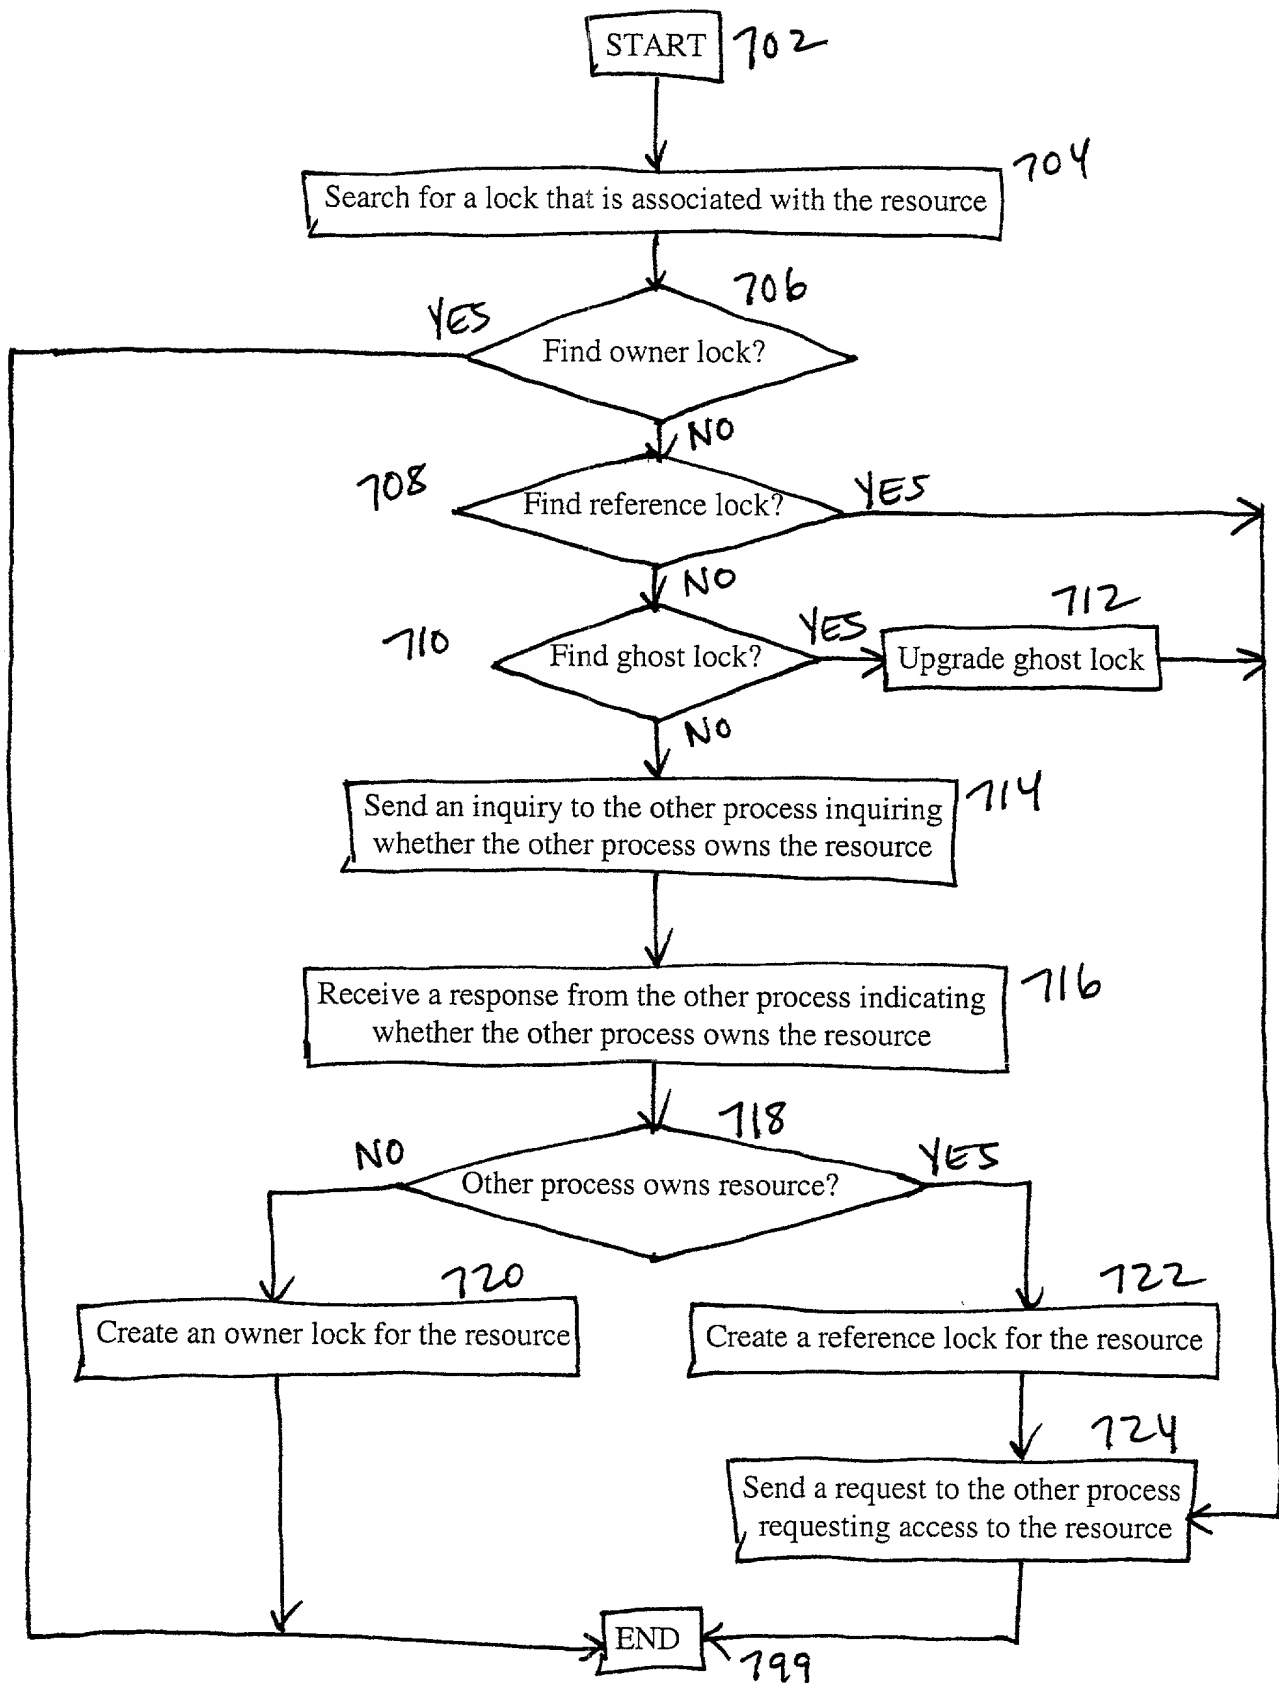 START 702
Search for a lock that is associated with the resource 704
706
YES
Find owner lock?
NO
708 Find reference lock? YES
NO
710 Find ghost lock? YES 712
Upgrade ghost lock
NO
Send an inquiry to the other process inquiring 714
whether the other process owns the resource
Receive a response from the other process indicating 716
whether the other process owns the resource
718
NO YES
Other process owns resource?
720 722
Create an owner lock for the resource
Create a reference lock for the resource
724
Send a request to the other process
requesting access to the resource
END
799